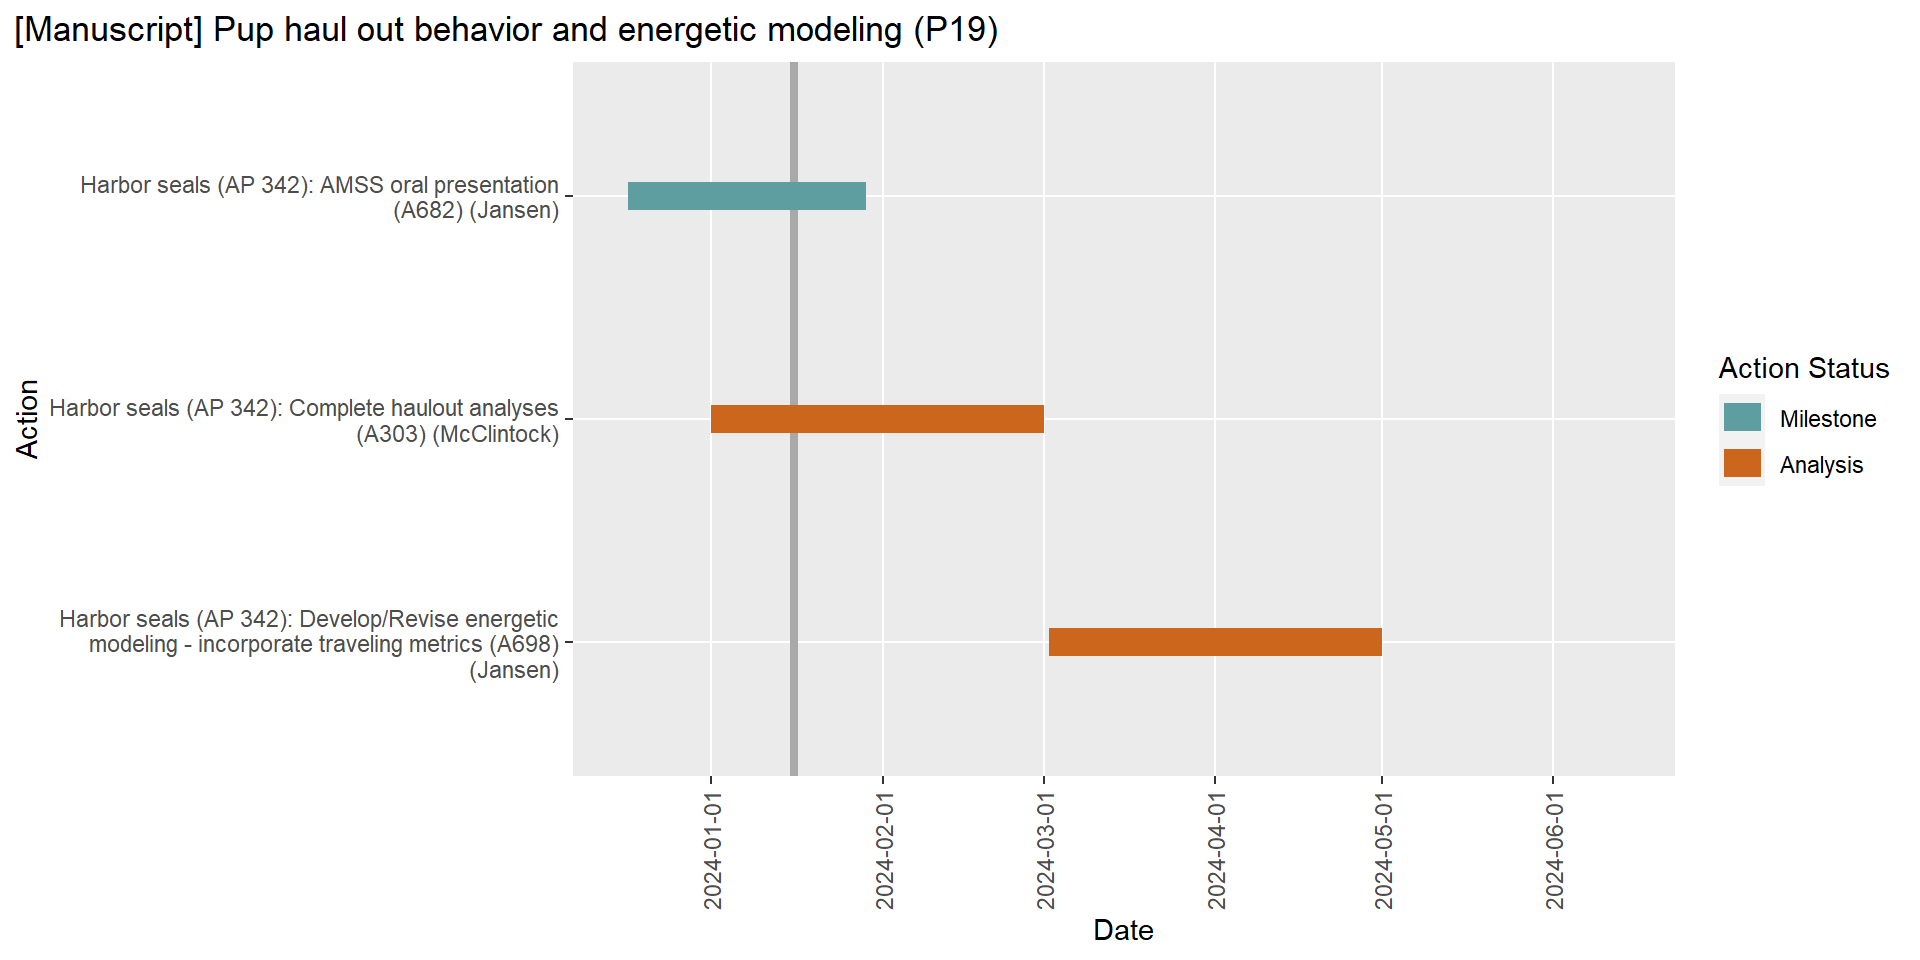 [Manuscript] Pup haul out behavior and energetic modeling (P19)
Harbor seals (AP 342): AMSS oral presentation
(A682) (Jansen)
Harbor seals (AP 342): Complete haulout analyses
(A303) (McClintock)
Harbor seals (AP 342): Develop/Revise energetic
modeling - incorporate traveling metrics (A698)
(Jansen)
Action
2024-01-01
2024-02-01
2024-03-01
2024-04-01
2024-05-01
2024-06-01
Date
Action Status
Milestone
Analysis